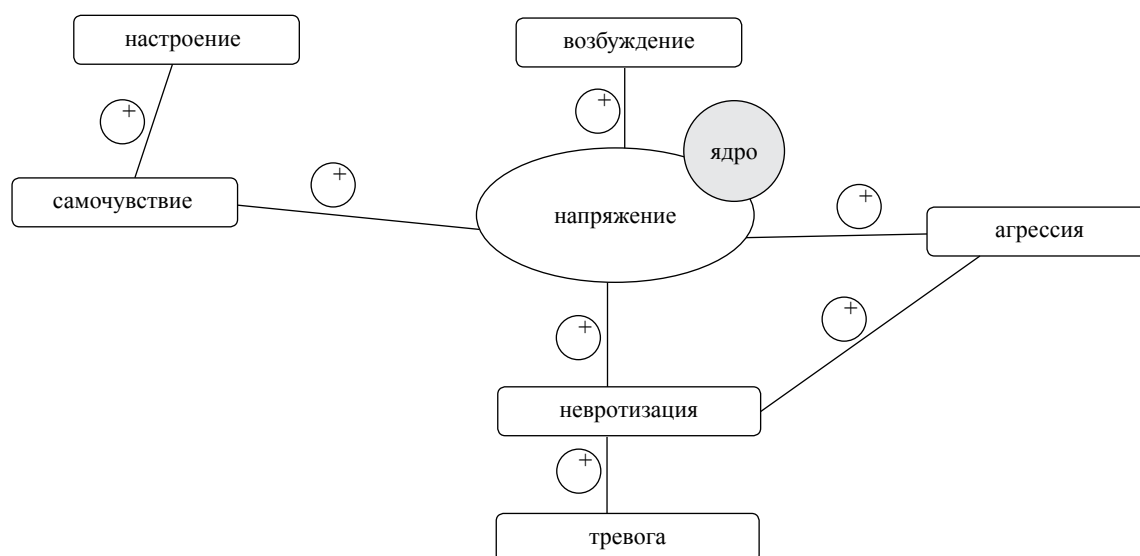 настроение
возбуждение
+
+
ядро
+
самочувствие
напряжение
+
агрессия
+
+
невротизация
+
тревога